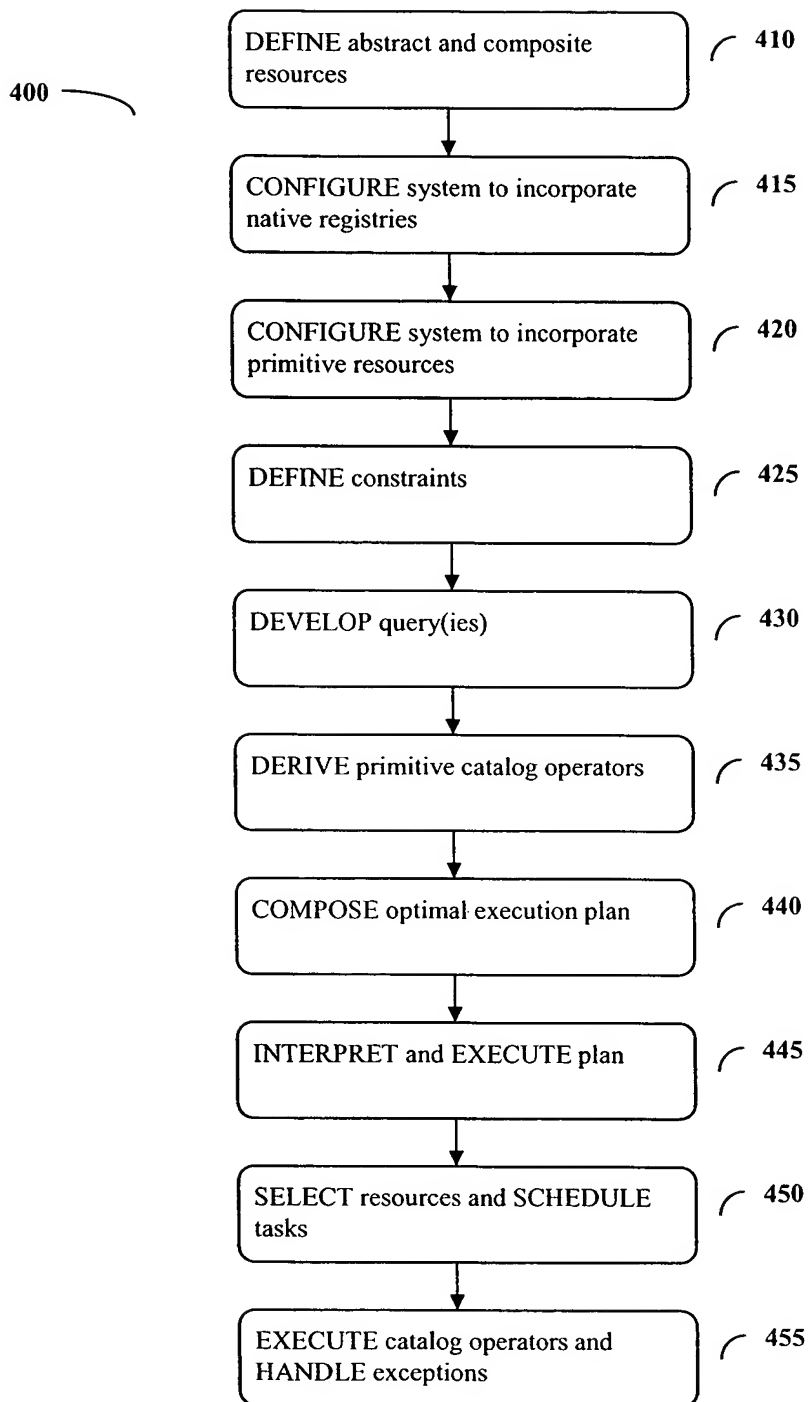 DEFINE abstract and composite
resources
410
400
CONFIGURE system to incorporate
native registries
415
CONFIGURE system to incorporate
primitive resources
420
DEFINE constraints
425
DEVELOP query(ies)
430
DERIVE primitive catalog operators
435
COMPOSE optimal execution plan
440
INTERPRET and EXECUTE plan
445
SELECT resources and SCHEDULE
tasks
450
EXECUTE catalog operators and
HANDLE exceptions
455